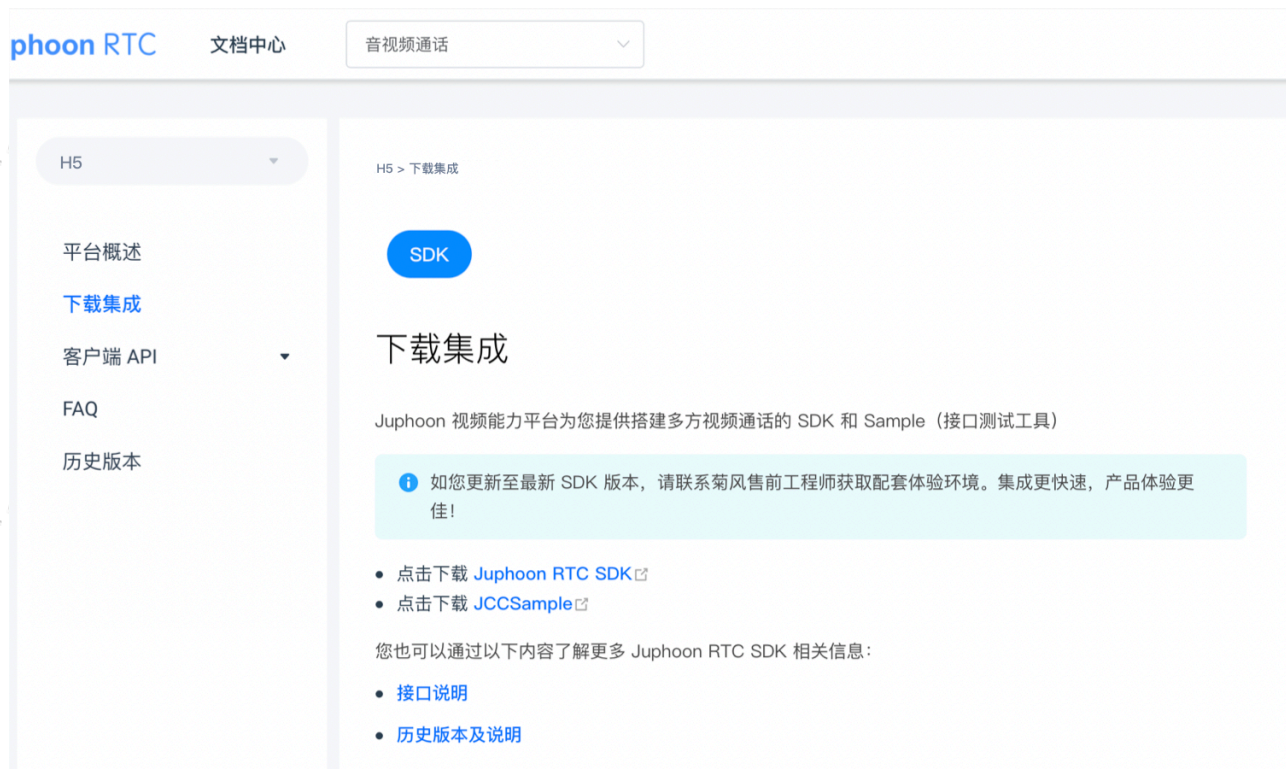 phoon RTC 文档中心 音视频通话
H5
平台概述
下载集成
客户端 API
FAQ
历史版本
H5 > 下载集成
SDK
下载集成
Juphoon 视频能力平台为您提供搭建多方视频通话的 SDK 和 Sample（接口测试工具）
如您更新至最新 SDK 版本，请联系菊风售前工程师获取配套体验环境。集成更快速，产品体验更
佳！
点击下载 Juphoon RTC SDK
点击下载 JCCSample
您也可以通过以下内容了解更多 Juphoon RTC SDK 相关信息：
接口说明
历史版本及说明